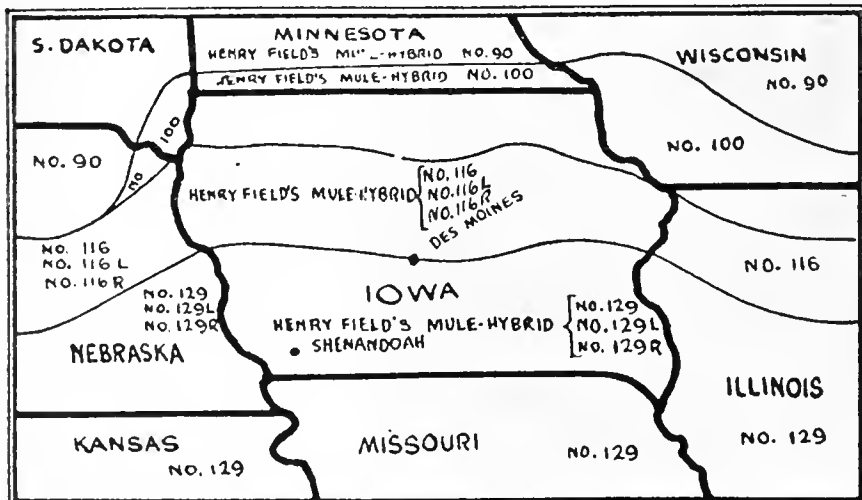 S. DAKOTA
MINNESOTA
HENRY FIELD'S HYBRID NO. 90
HENRY FIELD'S MULE-HYBRID NO. 100
WISCONSIN
NO. 90
NO. 100
NO. 90
NO 100
HENRY FIELD'S MULE-HYBRID
NO. 116
NO. 116L
NO. 116R
DES MOINES
NO. 116
NO. 116 L
NO. 116 R
NO. 116
NO. 129
NO. 129L
NO. 129R
IOWA
HENRY FIELD'S MULE-HYBRID
NO. 129
NO. 129L
NO. 129R
SHENANDOAH
NEBRASKA
ILLINOIS
KANSAS
NO. 129
MISSOURI
NO. 129
NO. 129